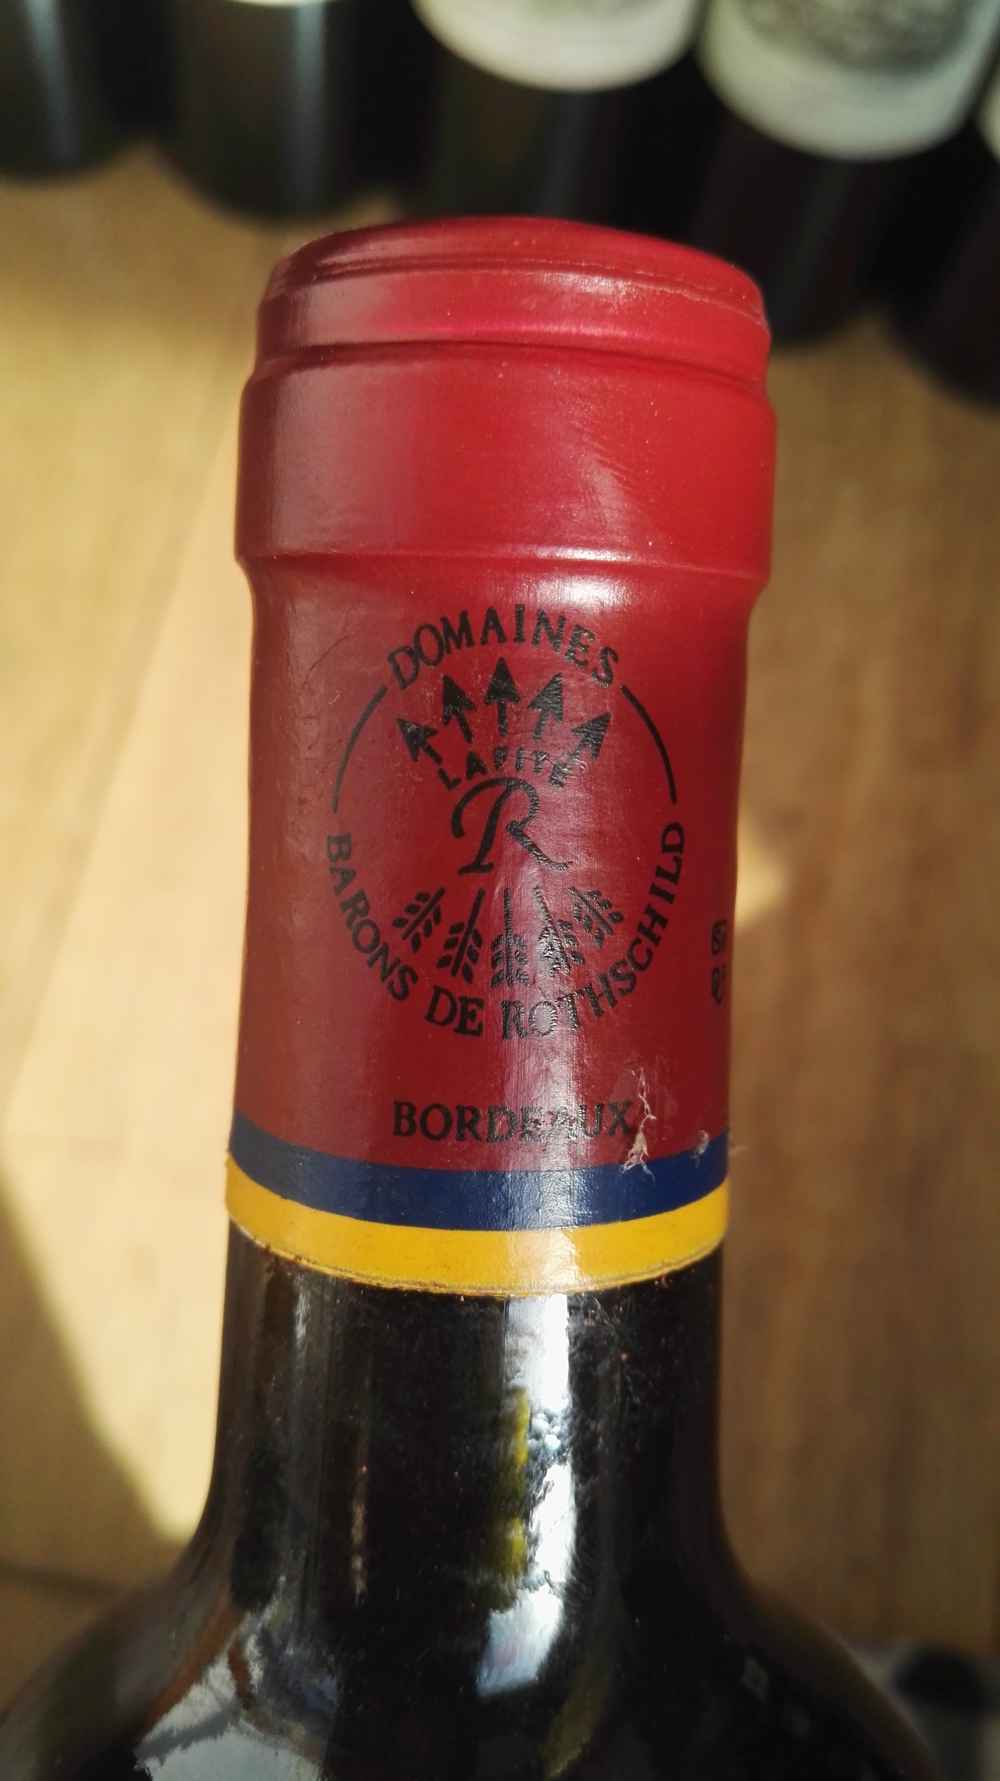 DOMAINES
LAFITE
R
BARONS DE ROTHSCHILD
BORDEAUX